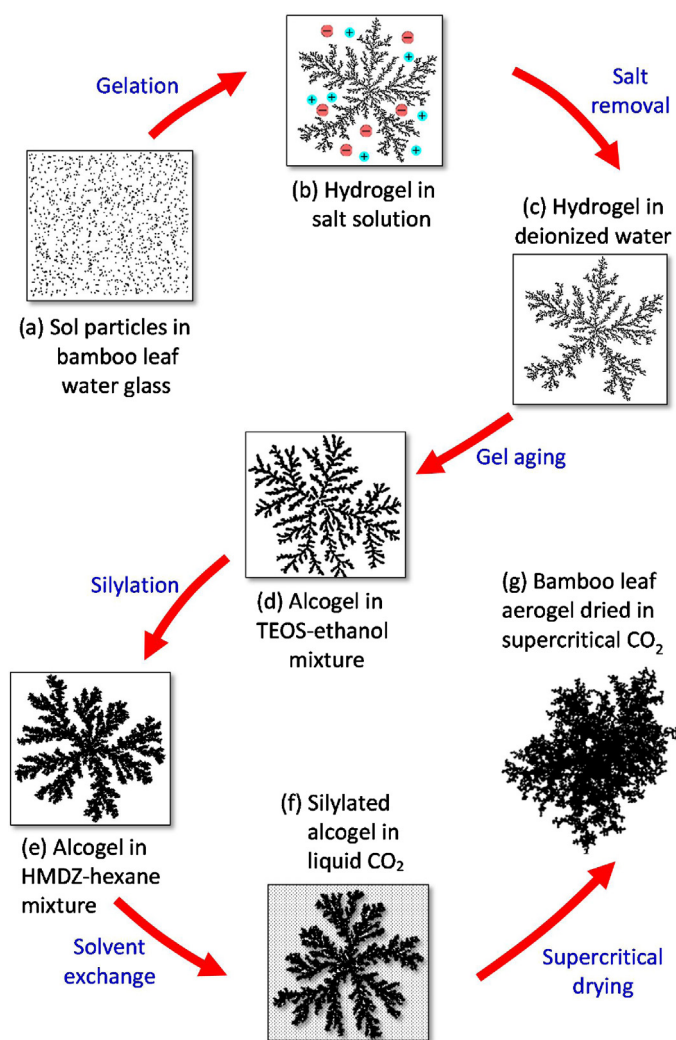 Gelation
Salt
removal
(b) Hydrogel in
salt solution
(c) Hydrogel in
deionized water
(a) Sol particles in
bamboo leaf
water glass
Gel aging
Silylation
(d) Alcogel in
TEOS-ethanol
mixture
(g) Bamboo leaf
aerogel dried in
supercritical CO₂
(e) Alcogel in
HMDZ-hexane
mixture
(f) Silylated
alcogel in
liquid CO₂
Solvent
exchange
Supercritical
drying